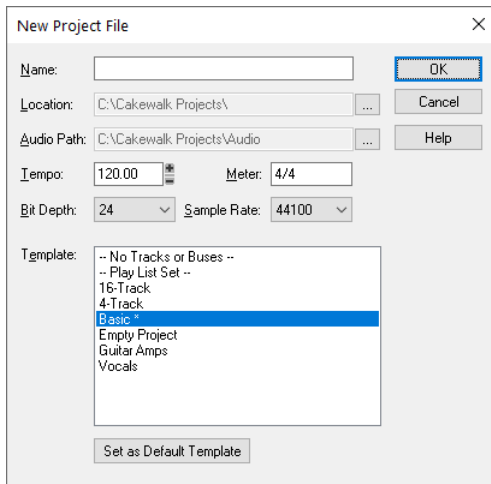 New Project File
Name:
OK
Location: C:\Cakewalk Projects\ ...
Cancel
Audio Path: C:\Cakewalk Projects\Audio ...
Help
Tempo: 120.00 Meter: 4/4
Bit Depth: 24 Sample Rate: 44100
Template:
-- No Tracks or Buses --
-- Play List Set --
16-Track
4-Track
Basic *
Empty Project
Guitar Amps
Vocals
Set as Default Template